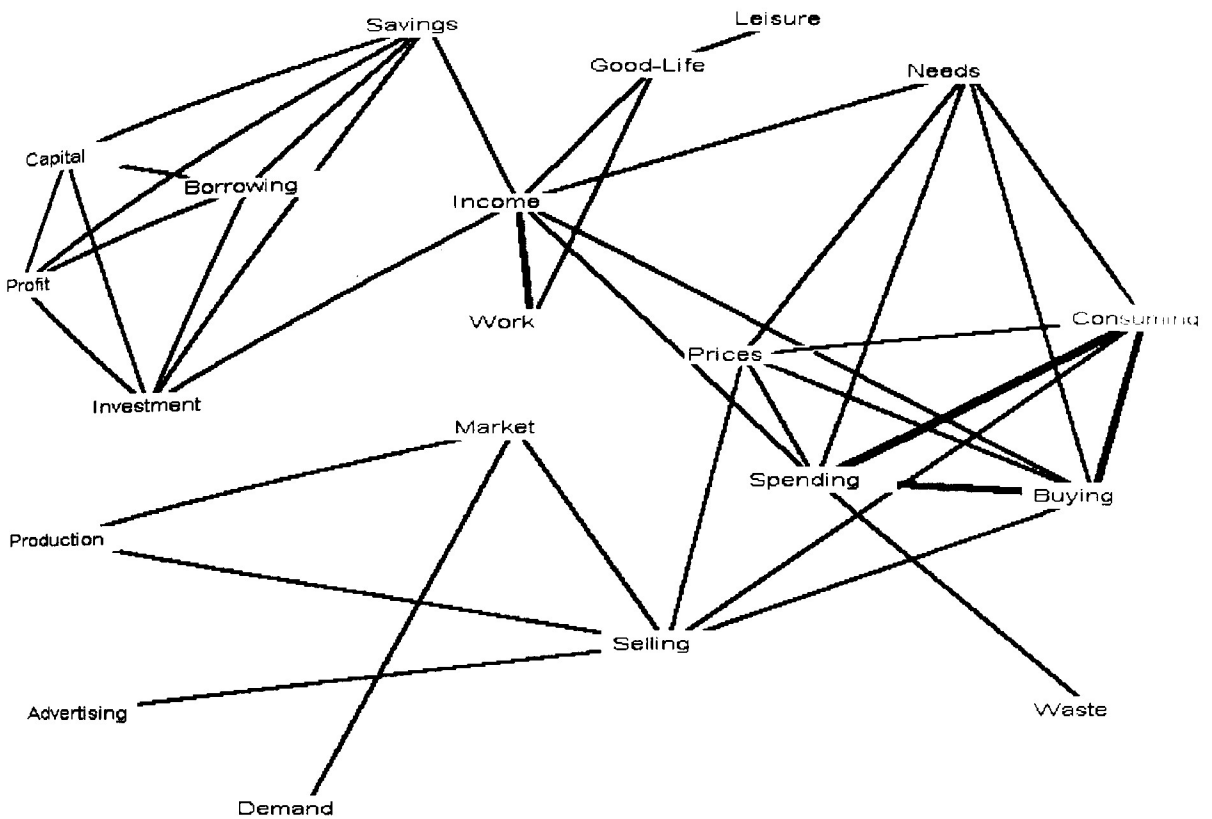 Leisure
Savings
Good-Life
Needs
Capital
Borrowing
Income
Profit
Work
Consuming
Prices
Investment
Market
Spending
Buying
Production
Selling
Advertising
Waste
Demand